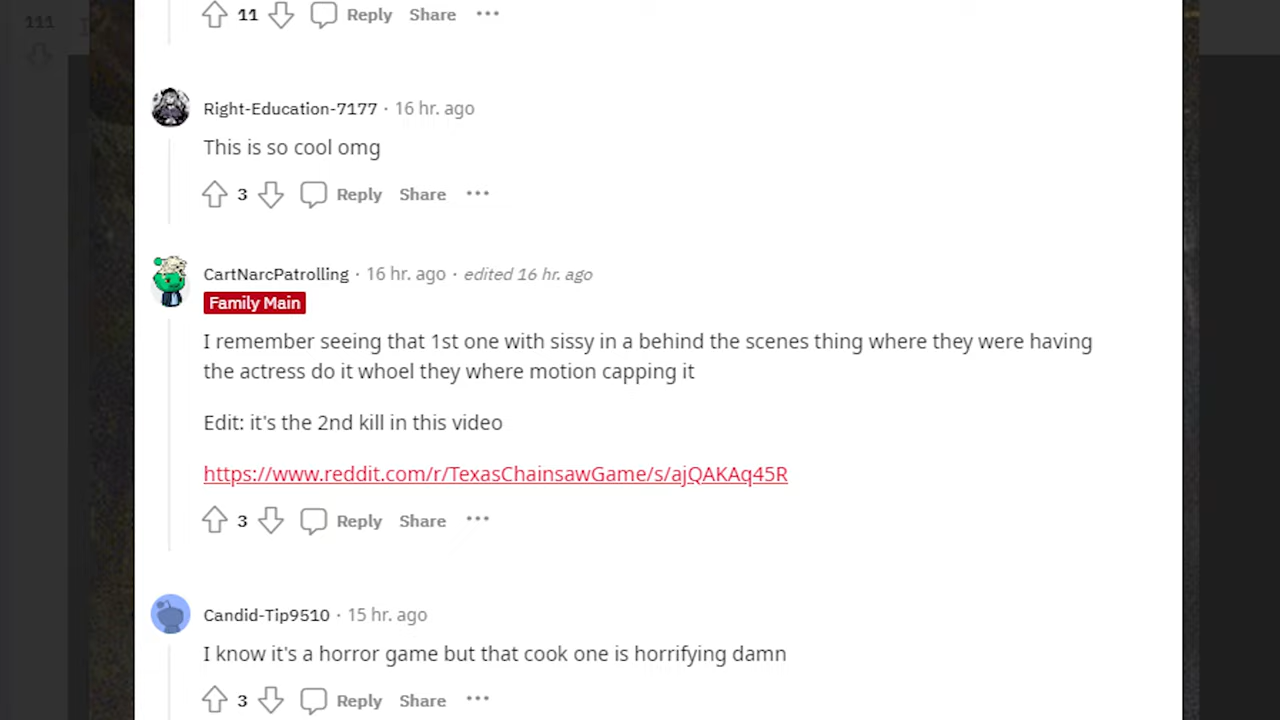 111
11 Reply Share ...
Right-Education-7177 · 16 hr. ago
This is so cool omg
3 Reply Share ...
CartNarcPatrolling · 16 hr. ago · edited 16 hr. ago
Family Main
I remember seeing that 1st one with sissy in a behind the scenes thing where they were having
the actress do it whoel they where motion capping it
Edit: it's the 2nd kill in this video
https://www.reddit.com/r/TexasChainsawGame/s/ajQAKAq45R
3 Reply Share ...
Candid-Tip9510 · 15 hr. ago
I know it's a horror game but that cook one is horrifying damn
3 Reply Share ...